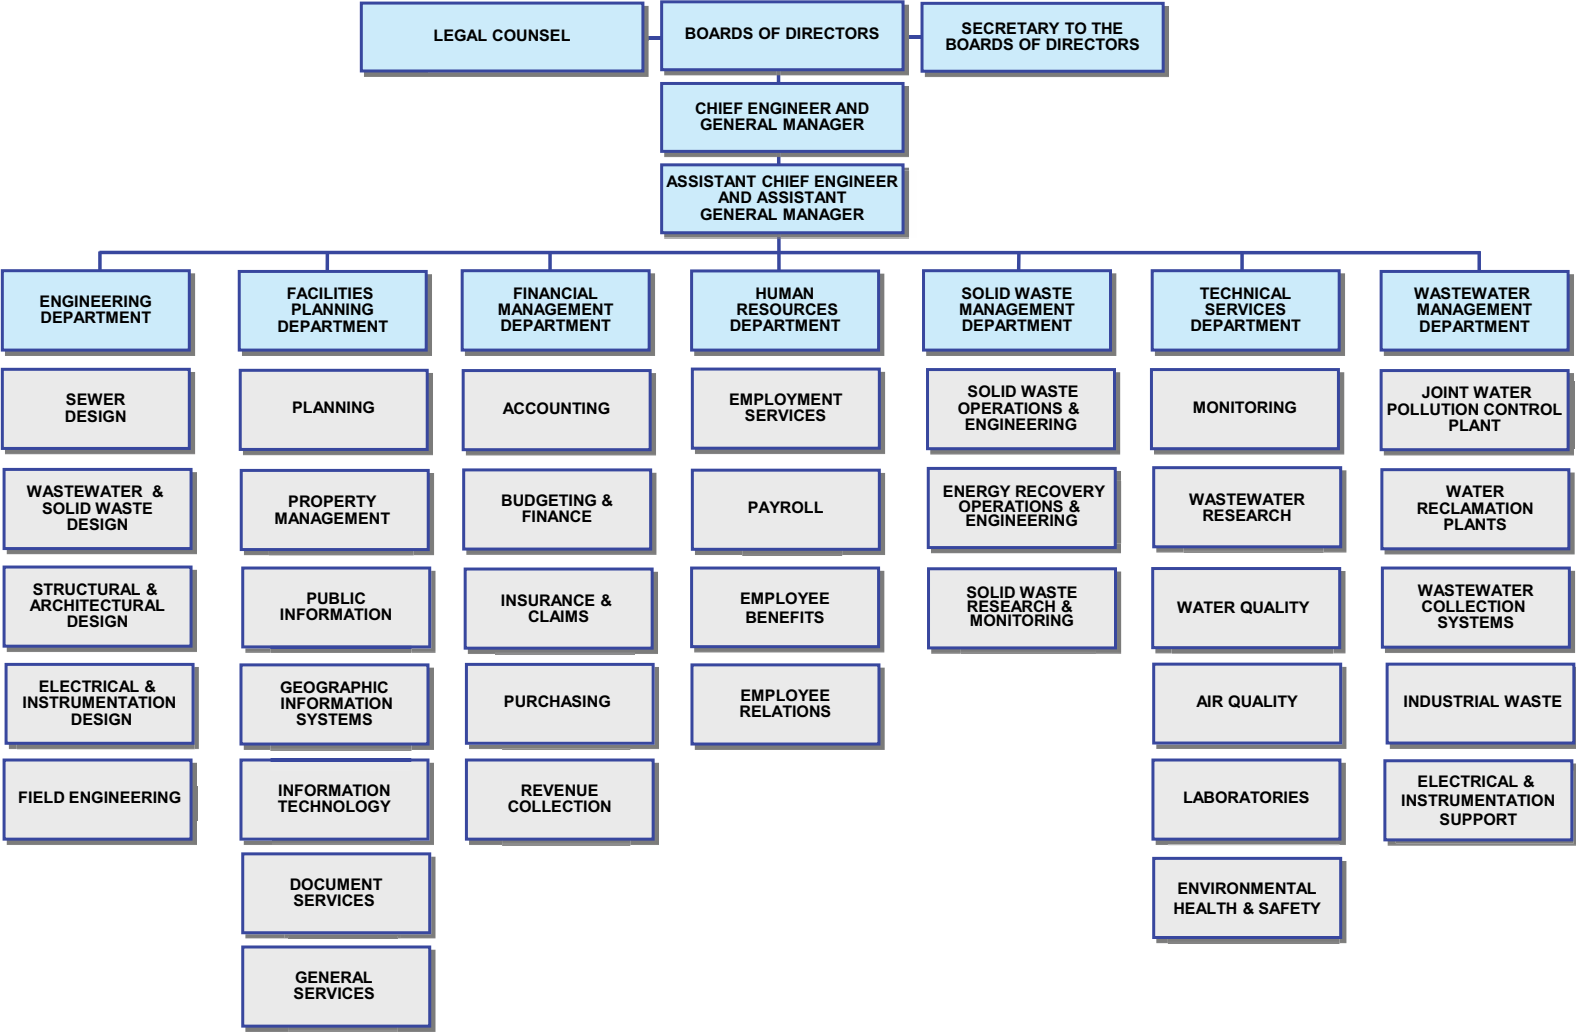 LEGAL COUNSEL
BOARDS OF DIRECTORS
SECRETARY TO THE
BOARDS OF DIRECTORS
CHIEF ENGINEER AND
GENERAL MANAGER
ASSISTANT CHIEF ENGINEER
AND ASSISTANT
GENERAL MANAGER
ENGINEERING
DEPARTMENT
SEWER
DESIGN
WASTEWATER &
SOLID WASTE
DESIGN
STRUCTURAL &
ARCHITECTURAL
DESIGN
ELECTRICAL &
INSTRUMENTATION
DESIGN
FIELD ENGINEERING
FACILITIES
PLANNING
DEPARTMENT
PLANNING
PROPERTY
MANAGEMENT
PUBLIC
INFORMATION
GEOGRAPHIC
INFORMATION
SYSTEMS
INFORMATION
TECHNOLOGY
DOCUMENT
SERVICES
GENERAL
SERVICES
FINANCIAL
MANAGEMENT
DEPARTMENT
ACCOUNTING
BUDGETING &
FINANCE
INSURANCE &
CLAIMS
PURCHASING
REVENUE
COLLECTION
HUMAN
RESOURCES
DEPARTMENT
EMPLOYMENT
SERVICES
PAYROLL
EMPLOYEE
BENEFITS
EMPLOYEE
RELATIONS
SOLID WASTE
MANAGEMENT
DEPARTMENT
SOLID WASTE
OPERATIONS &
ENGINEERING
ENERGY RECOVERY
OPERATIONS &
ENGINEERING
SOLID WASTE
RESEARCH &
MONITORING
TECHNICAL
SERVICES
DEPARTMENT
MONITORING
WASTEWATER
RESEARCH
WATER QUALITY
AIR QUALITY
LABORATORIES
ENVIRONMENTAL
HEALTH & SAFETY
WASTEWATER
MANAGEMENT
DEPARTMENT
JOINT WATER
POLLUTION CONTROL
PLANT
WATER
RECLAMATION
PLANTS
WASTEWATER
COLLECTION
SYSTEMS
INDUSTRIAL WASTE
ELECTRICAL &
INSTRUMENTATION
SUPPORT